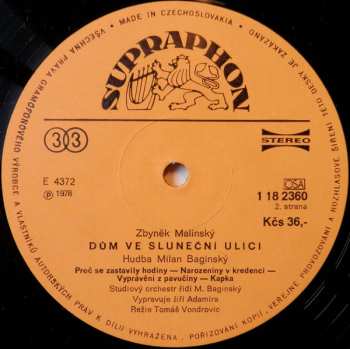 MADE IN CZECHOSLOVAKIA
VŠECHNA PRÁVA GRAMOFONOVÉHO VÝROBCE A VLASTNÍKŮ AUTORSKÝCH PRÁV K DÍLU VYHRAZENA. POŘIZOVÁNÍ KOPIÍ, VEŘEJNÉ PROVOZOVÁNÍ A ROZHLASOVÉ ŠÍŘENÍ TÉTO DESKY JE ZAKÁZÁNO
SUPRAPHON
33
STEREO
E 4372
℗ 1978
OSA
1 18 2360
2. strana
Kčs 36,-
Zbyněk Malinský
DŮM VE SLUNEČNÍ ULICI
Hudba Milan Baginský
Proč se zastavily hodiny — Narozeniny v kredenci —
Vyprávění z pavučiny — Kapka
Studiový orchestr řídí M. Baginský
Vypravuje Jiří Adamíra
Režie Tomáš Vondrovic